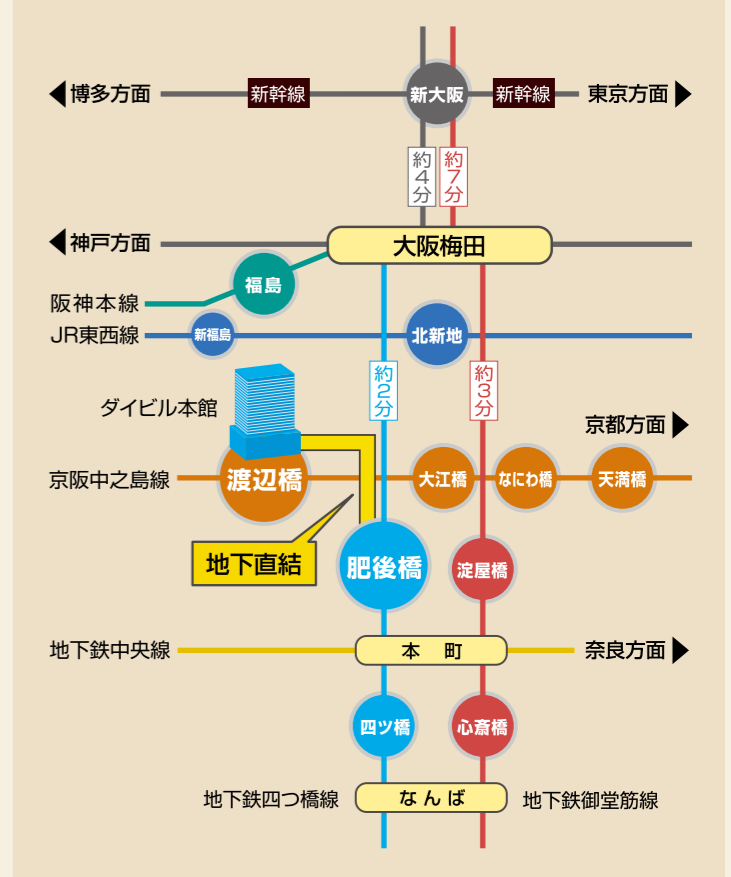 博多方面
新幹線
新大阪
新幹線
東京方面
約4分
約7分
神戸方面
大阪梅田
福島
阪神本線
JR東西線
新福島
北新地
約2分
約3分
ダイビル本館
京都方面
京阪中之島線
渡辺橋
大江橋
なにわ橋
天満橋
地下直結
肥後橋
淀屋橋
地下鉄中央線
本町
奈良方面
四ツ橋
心斎橋
地下鉄四つ橋線
なんば
地下鉄御堂筋線